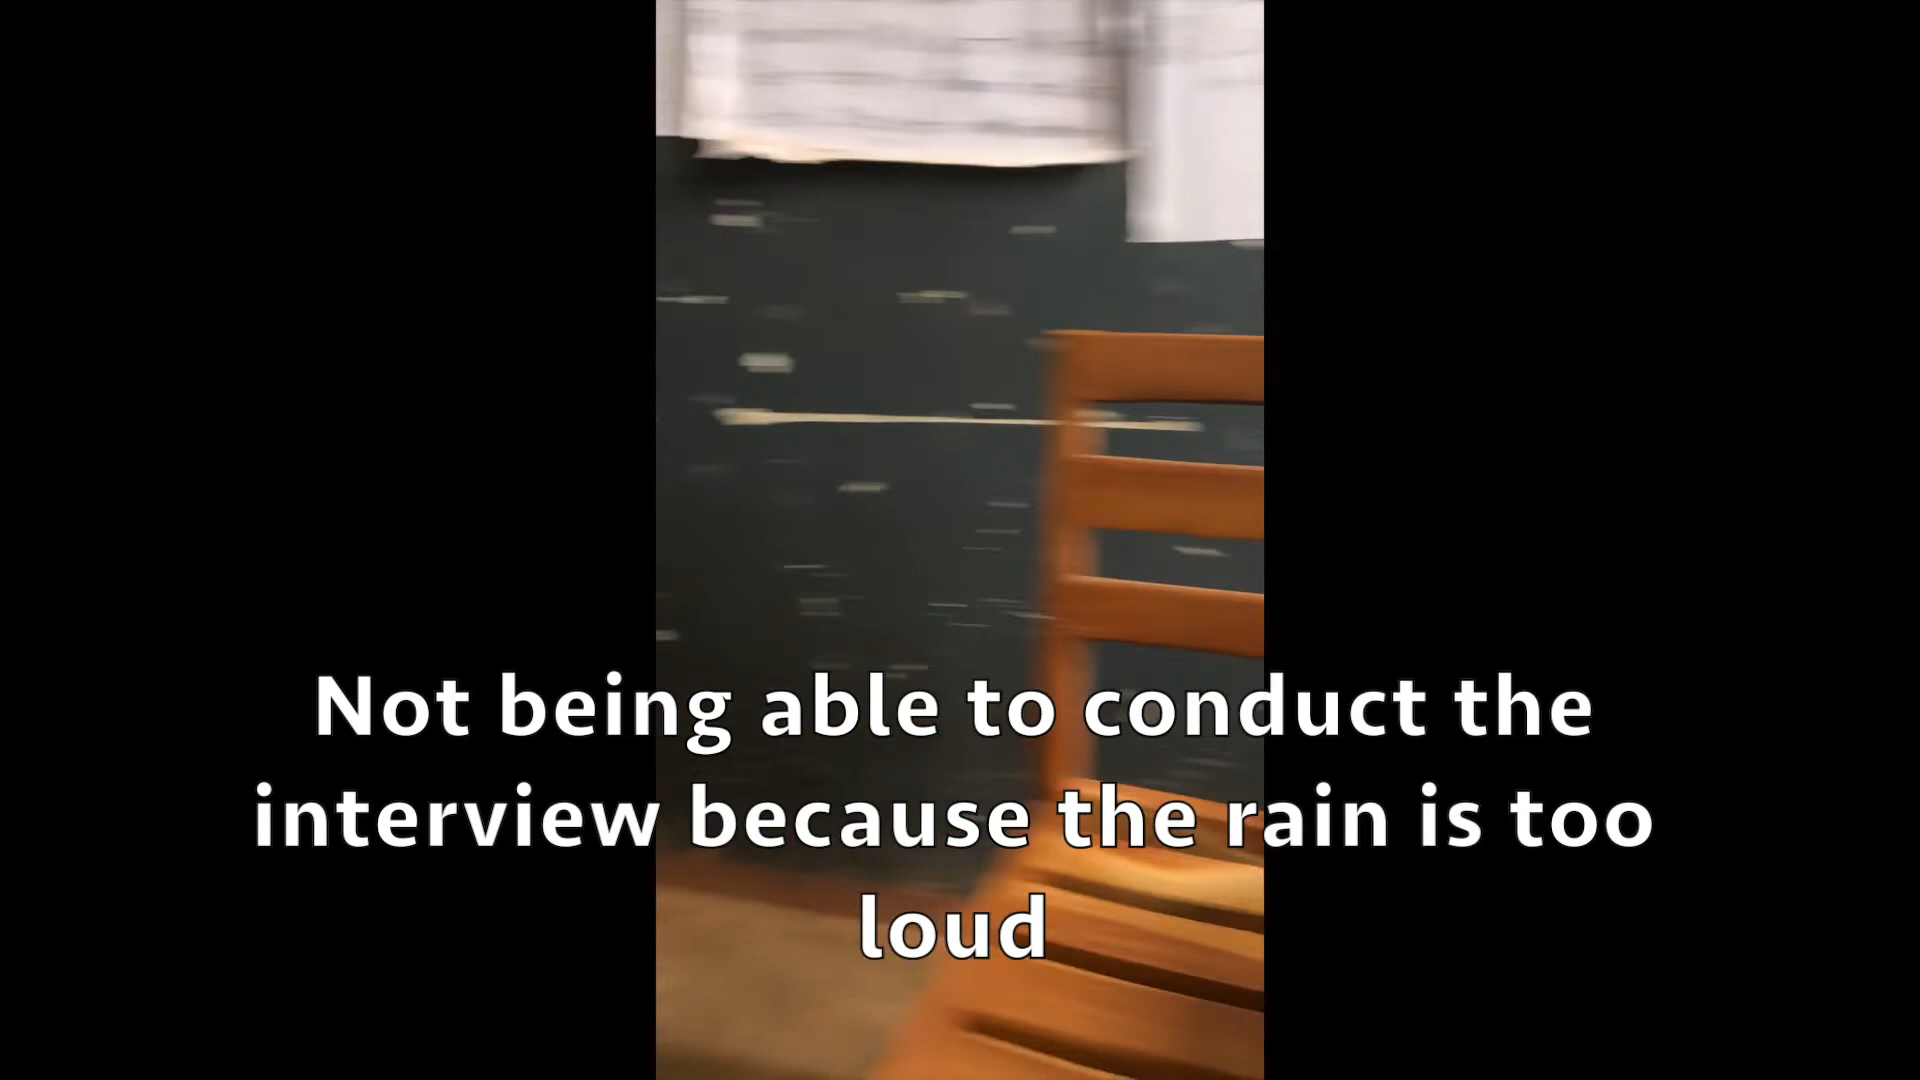 Not being able to conduct the
interview because the rain is too
loud